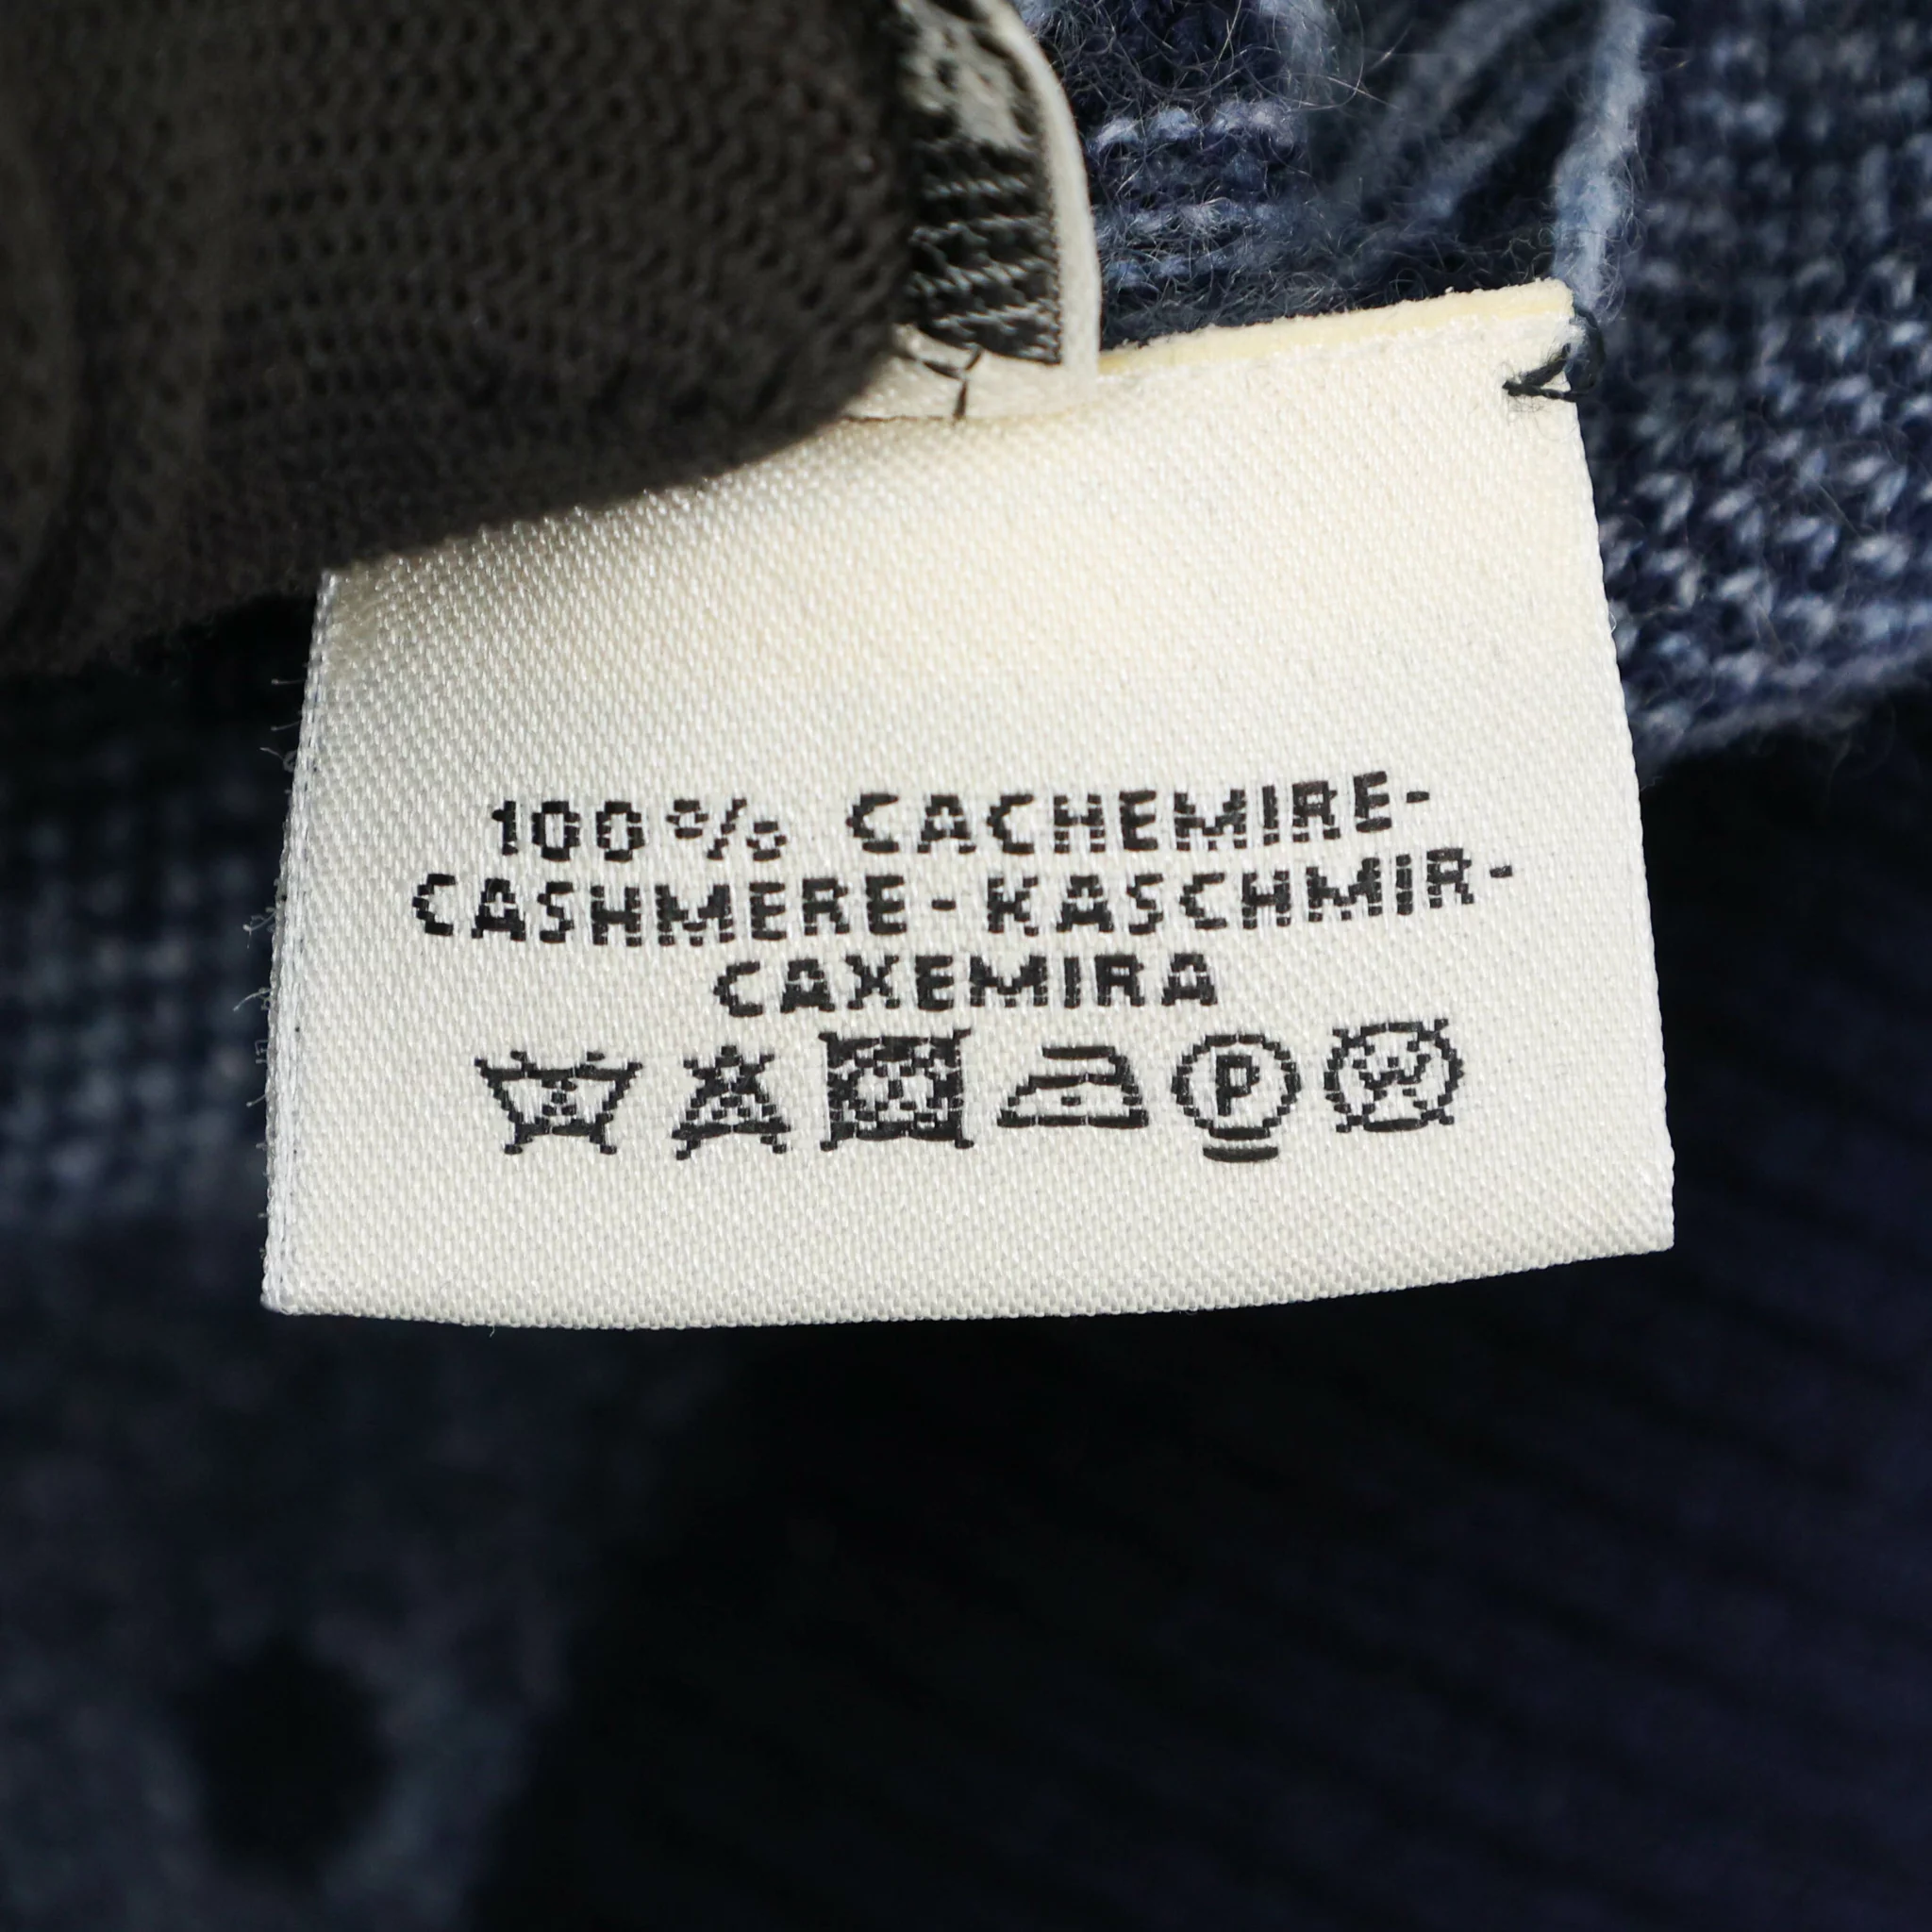 100% CACHEMIRE-
CASHMERE-KASCHMIR-
CAXEMIRA
P W